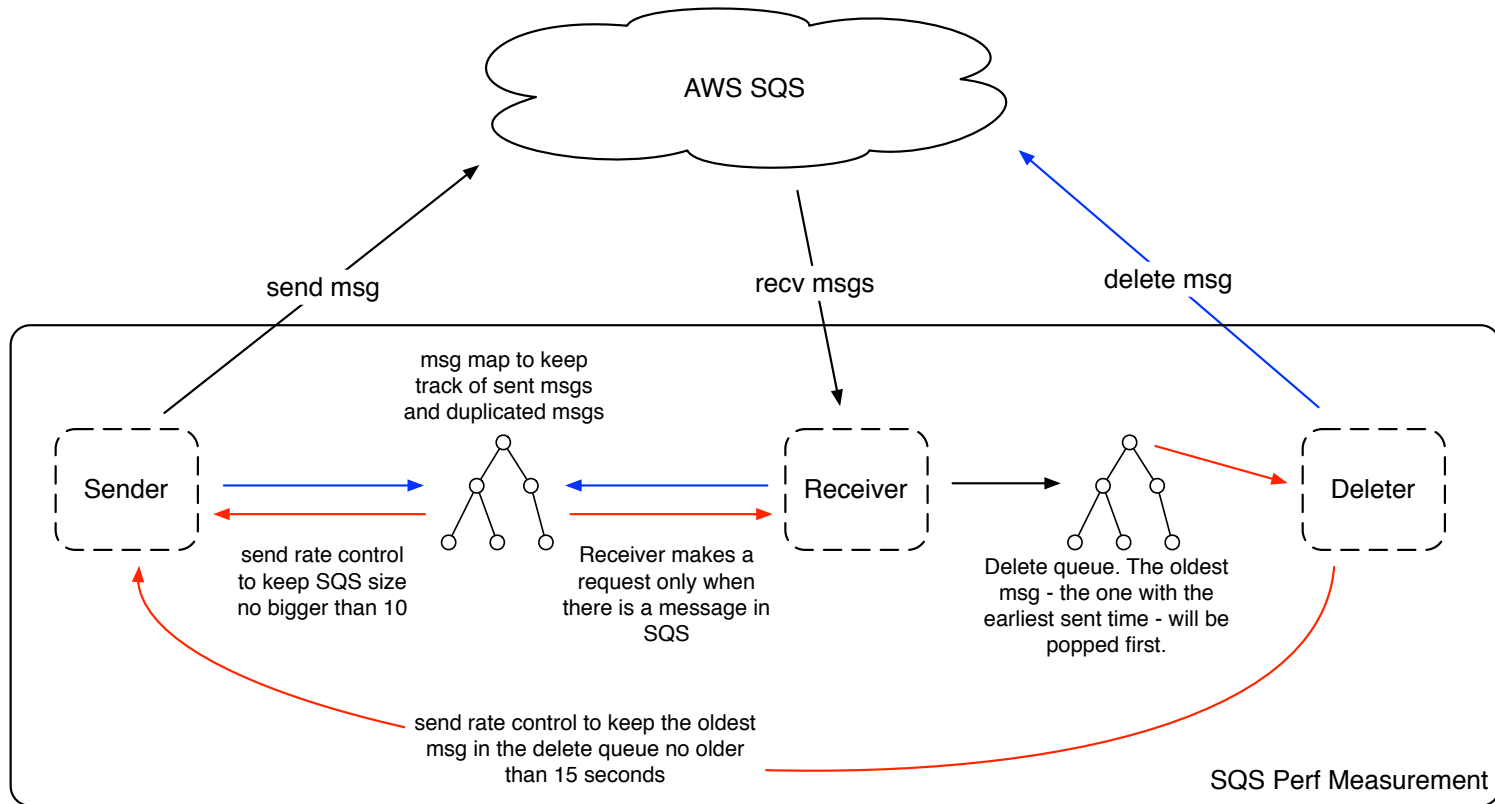 AWS SQS
send msg
recv msgs
delete msg
msg map to keep
track of sent msgs
and duplicated msgs
Sender
Receiver
Deleter
send rate control
to keep SQS size
no bigger than 10
Receiver makes a
request only when
there is a message in
SQS
Delete queue. The oldest
msg - the one with the
earliest sent time - will be
popped first.
send rate control to keep the oldest
msg in the delete queue no older
than 15 seconds
SQS Perf Measurement